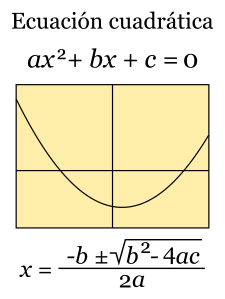 Ecuación cuadrática
ax²+ bx + c = 0
x = -b ±√b²- 4ac / 2a